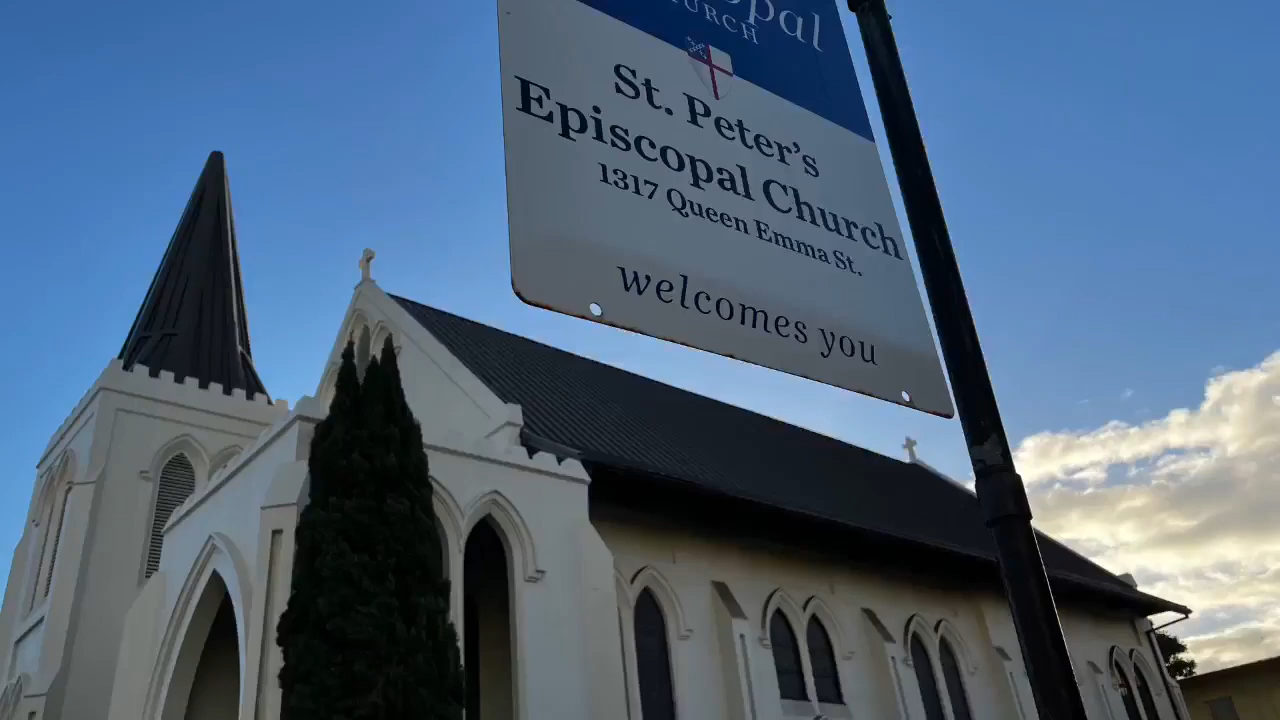 St. Peter's
Episcopal Church
1317 Queen Emma St.
welcomes you